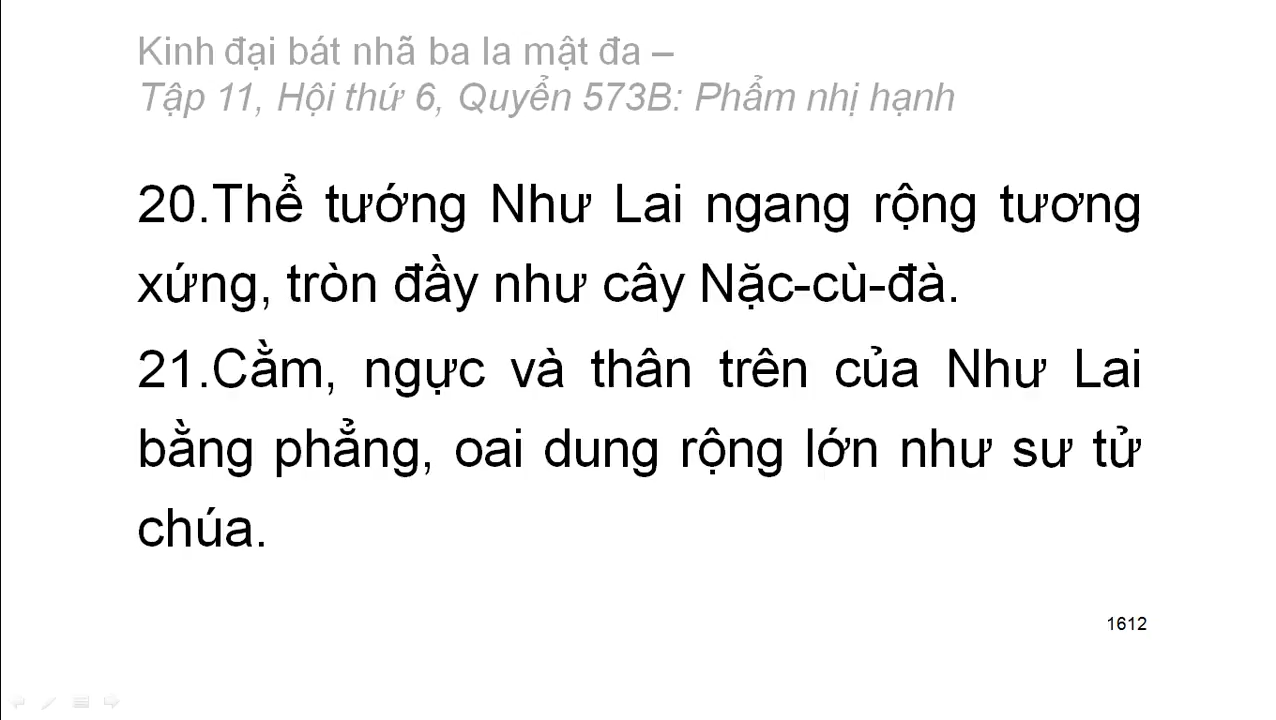 Kinh đại bát nhã ba la mật đa –
Tập 11, Hội thứ 6, Quyển 573B: Phẩm nhị hạnh
20.Thể tướng Như Lai ngang rộng tương
xứng, tròn đầy như cây Nặc-cù-đà.
21.Cằm, ngực và thân trên của Như Lai
bằng phẳng, oai dung rộng lớn như sư tử
chúa.
1612